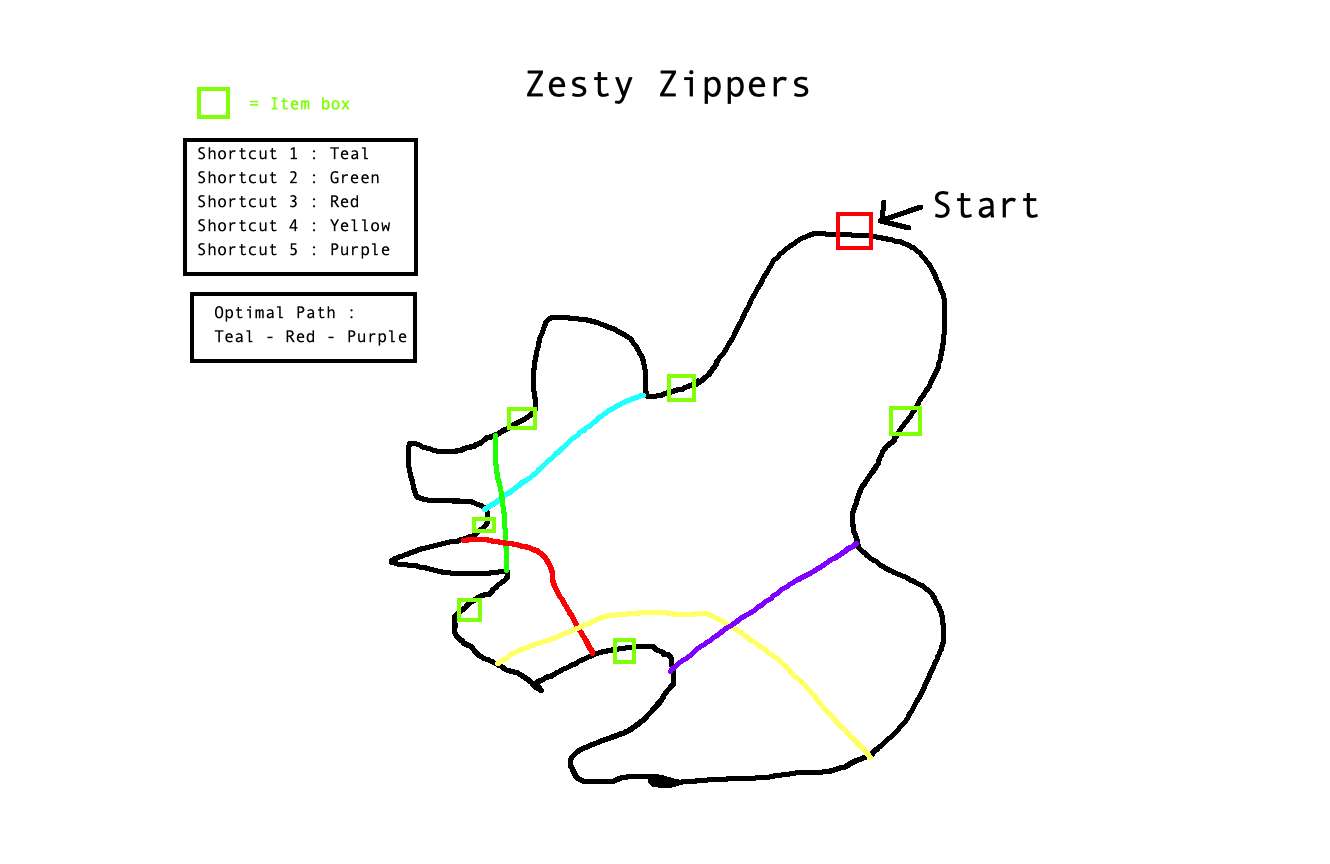 Zesty Zippers
= Item box
Shortcut 1 : Teal
Shortcut 2 : Green
Shortcut 3 : Red
Shortcut 4 : Yellow
Shortcut 5 : Purple
Start
Optimal Path :
Teal - Red - Purple